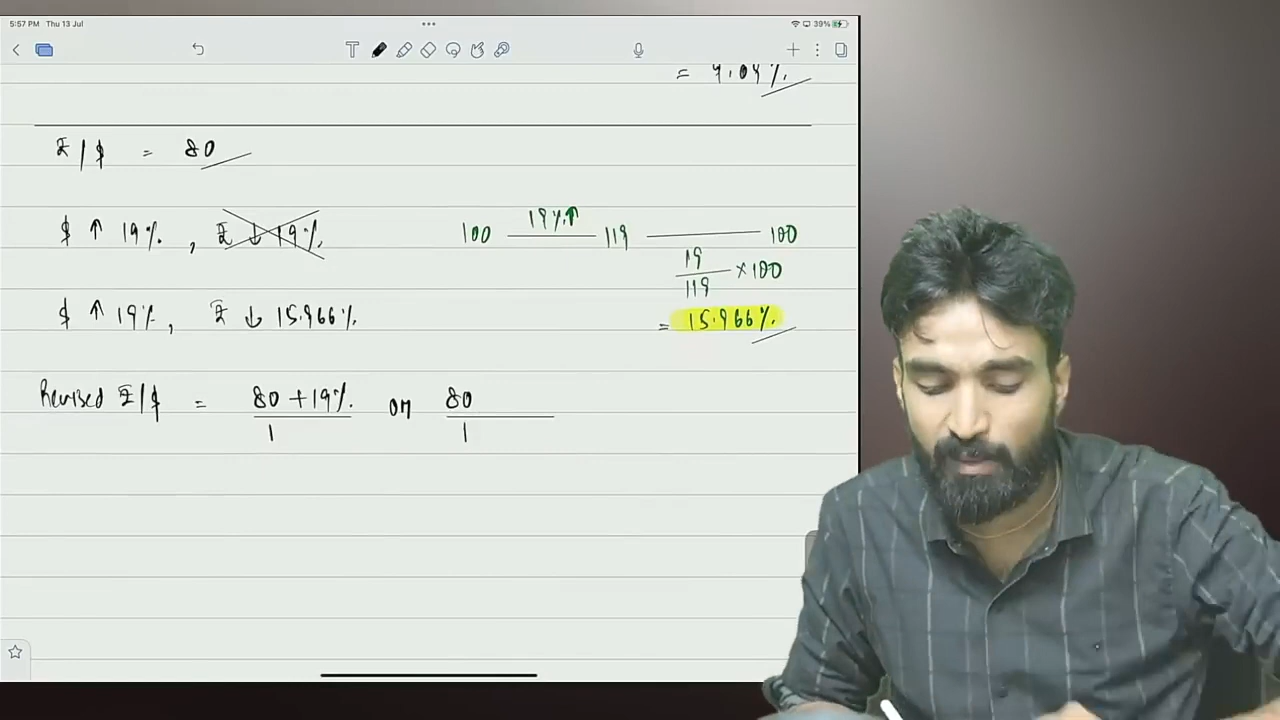 5:57 PM Thu 13 Jul
39%
= 4.04%.
₹/$ = 80
$ ↑ 19%. , ₹ ↓ 19%.
100 19%↑ 119 100
19
119
× 100
$ ↑ 19%, ₹ ↓ 15.966%.
= 15.966%.
Revised ₹/$ = 80 + 19%. or 80
1 1